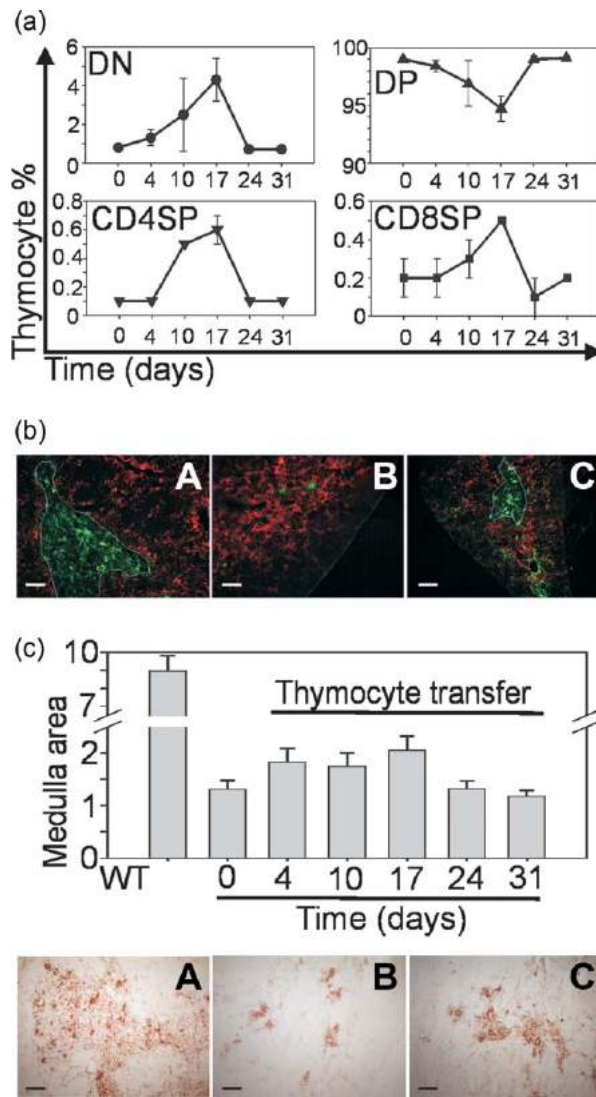 (a)
DN
6
4
2
0
0 4 10 17 24 31
DP
100
95
90
0 4 10 17 24 31
CD4SP
0.8
0.6
0.4
0.2
0
0 4 10 17 24 31
CD8SP
0.6
0.4
0.2
0
0 4 10 17 24 31
Thymocyte %
Time (days)
(b)
A
B
C
(c)
10
7
2
1
0
Medulla area
Thymocyte transfer
WT 0 4 10 17 24 31
Time (days)
A
B
C